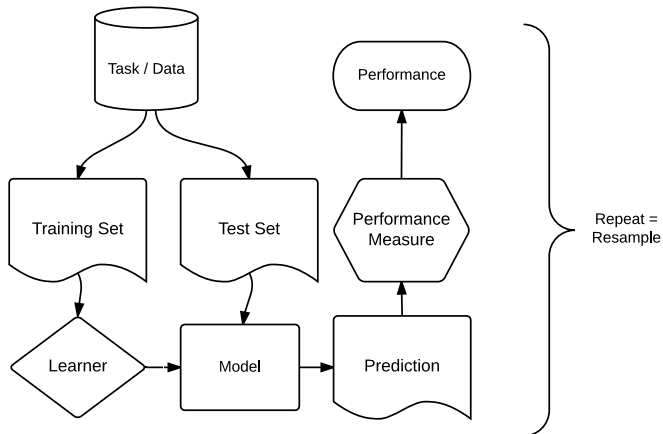 Task / Data
Performance
Training Set
Test Set
Performance
Measure
Repeat =
Resample
Learner
Model
Prediction